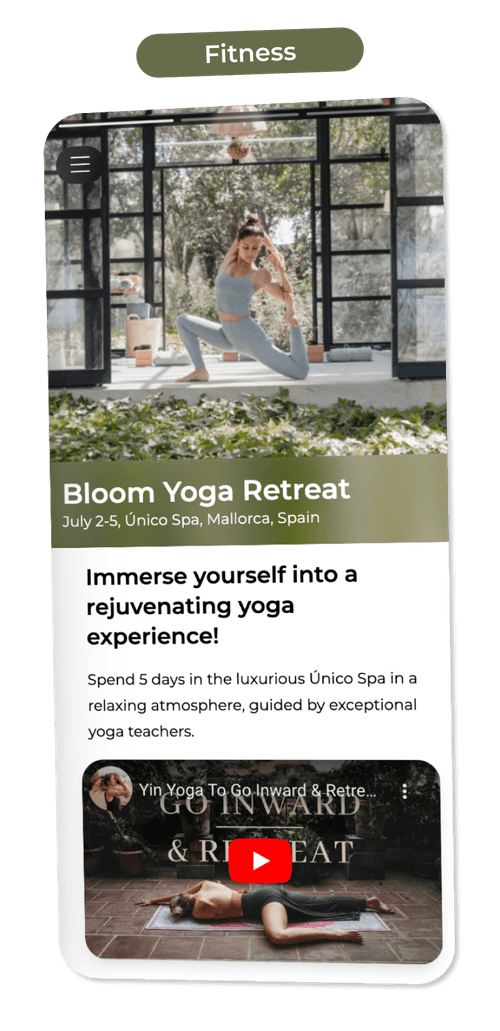 Fitness
Bloom Yoga Retreat
July 2-5, Único Spa, Mallorca, Spain
Immerse yourself into a
rejuvenating yoga
experience!
Spend 5 days in the luxurious Único Spa in a
relaxing atmosphere, guided by exceptional
yoga teachers.
Yin Yoga To Go Inward & Retre...
GO INWARD
& RE EAT